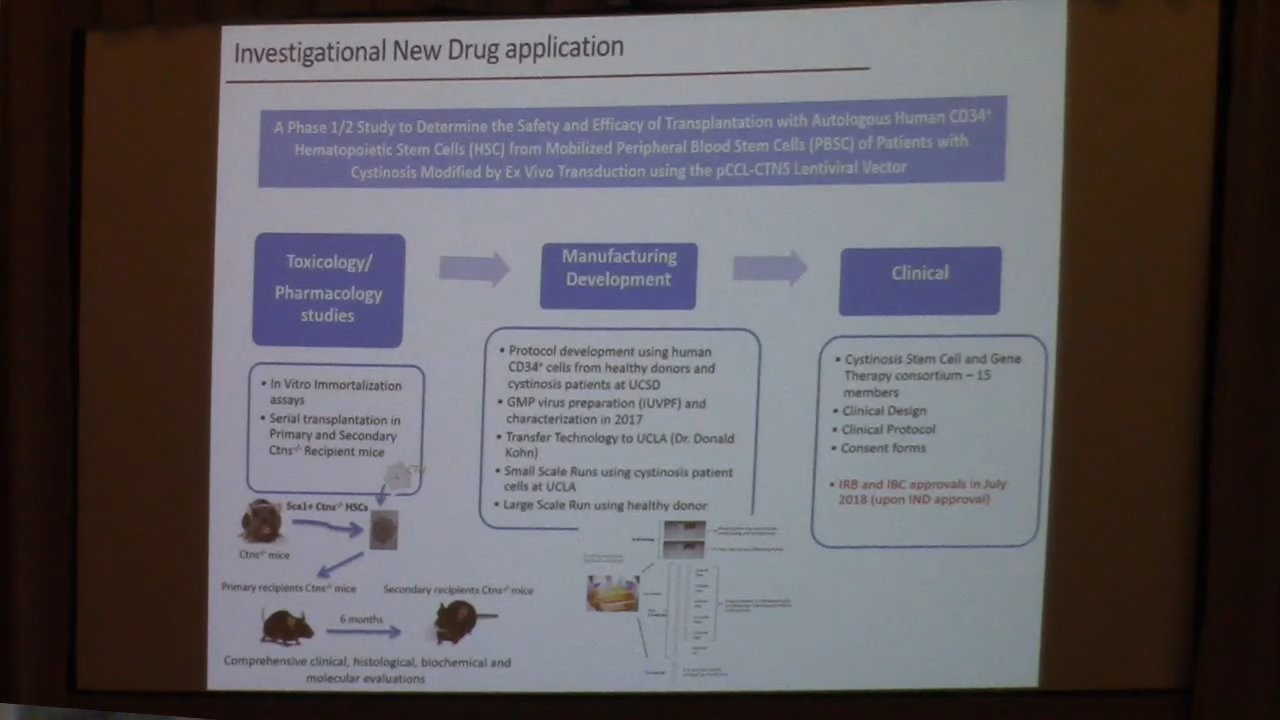 Investigational New Drug application
A Phase 1/2 Study to Determine the Safety and Efficacy of Transplantation with Autologous Human CD34⁺
Hematopoietic Stem Cells (HSC) from Mobilized Peripheral Blood Stem Cells (PBSC) of Patients with
Cystinosis Modified by Ex Vivo Transduction using the pCCL-CTNS Lentiviral Vector
Toxicology/
Pharmacology
studies
• In Vitro Immortalization
assays
• Serial transplantation in
Primary and Secondary
Ctns⁻/⁻ Recipient mice
Sca1+ Ctns⁻/⁻ HSCs
Ctns⁻/⁻ mice
Primary recipients Ctns⁻/⁻ mice
Secondary recipients Ctns⁻/⁻ mice
6 months
Comprehensive clinical, histological, biochemical and
molecular evaluations
Manufacturing
Development
• Protocol development using human
CD34⁺ cells from healthy donors and
cystinosis patients at UCSD
• GMP virus preparation (IUVPF) and
characterization in 2017
• Transfer Technology to UCLA (Dr. Donald
Kohn)
• Small Scale Runs using cystinosis patient
cells at UCLA
• Large Scale Run using healthy donor
Clinical
• Cystinosis Stem Cell and Gene
Therapy consortium – 15
members
• Clinical Design
• Clinical Protocol
• Consent forms
• IRB and IBC approvals in July
2018 (upon IND approval)